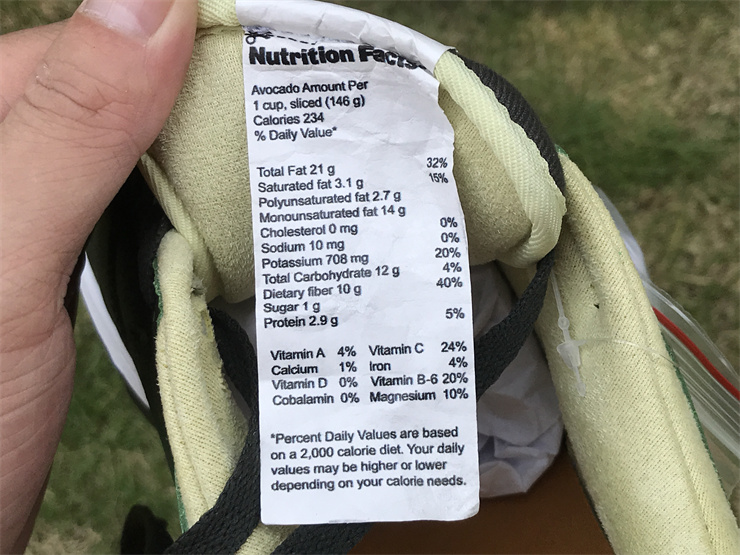 Nutrition Facts
Avocado Amount Per
1 cup, sliced (146 g)
Calories 234
% Daily Value*
Total Fat 21 g 32%
Saturated fat 3.1 g 15%
Polyunsaturated fat 2.7 g
Monounsaturated fat 14 g
Cholesterol 0 mg 0%
Sodium 10 mg 0%
Potassium 708 mg 20%
Total Carbohydrate 12 g 4%
Dietary fiber 10 g 40%
Sugar 1 g
Protein 2.9 g 5%
Vitamin A 4% Vitamin C 24%
Calcium 1% Iron 4%
Vitamin D 0% Vitamin B-6 20%
Cobalamin 0% Magnesium 10%
*Percent Daily Values are based
on a 2,000 calorie diet. Your daily
values may be higher or lower
depending on your calorie needs.